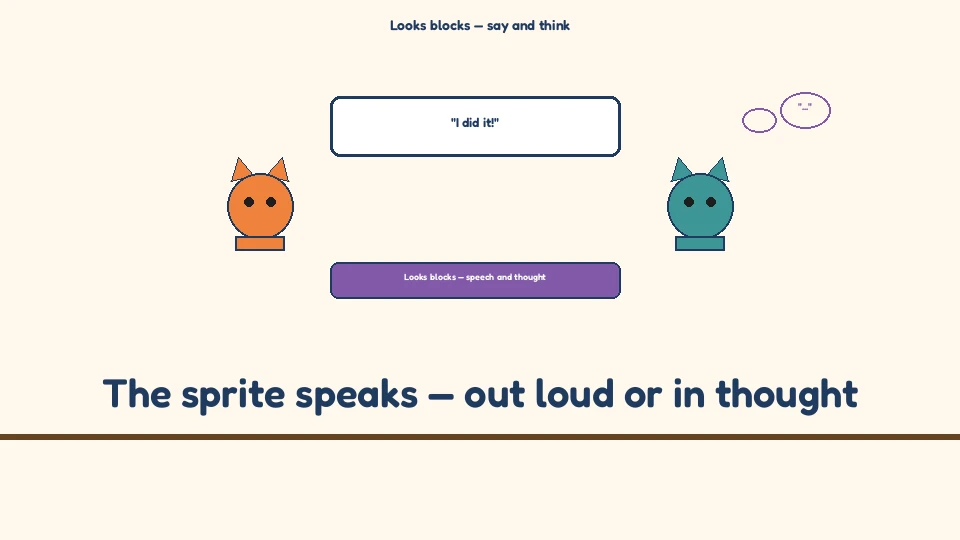 Looks blocks — say and think
"I did it!"
Looks blocks — speech and thought
The sprite speaks — out loud or in thought